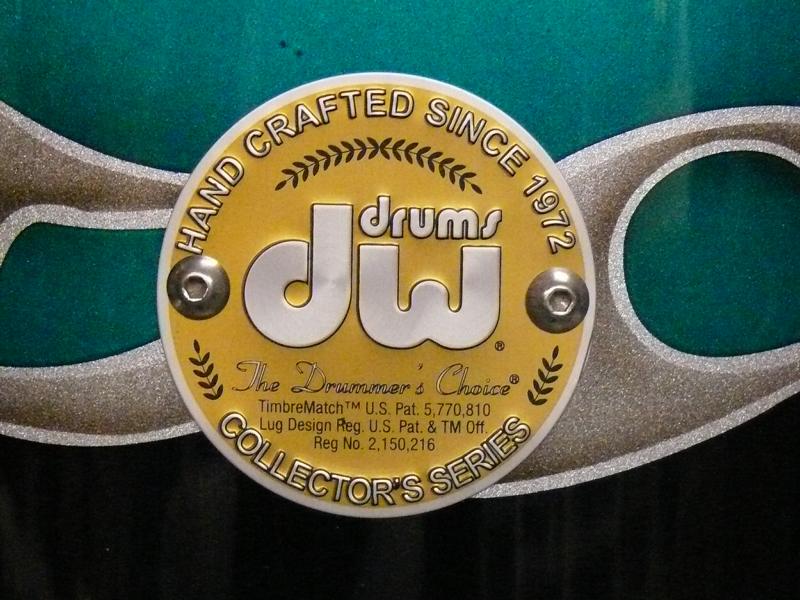 HAND CRAFTED SINCE 1972
drums
dw®
The Drummer's Choice®
TimbreMatch™ U.S. Pat. 5,770,810
Lug Design Reg. U.S. Pat. & TM Off.
Reg No. 2,150,216
COLLECTOR'S SERIES